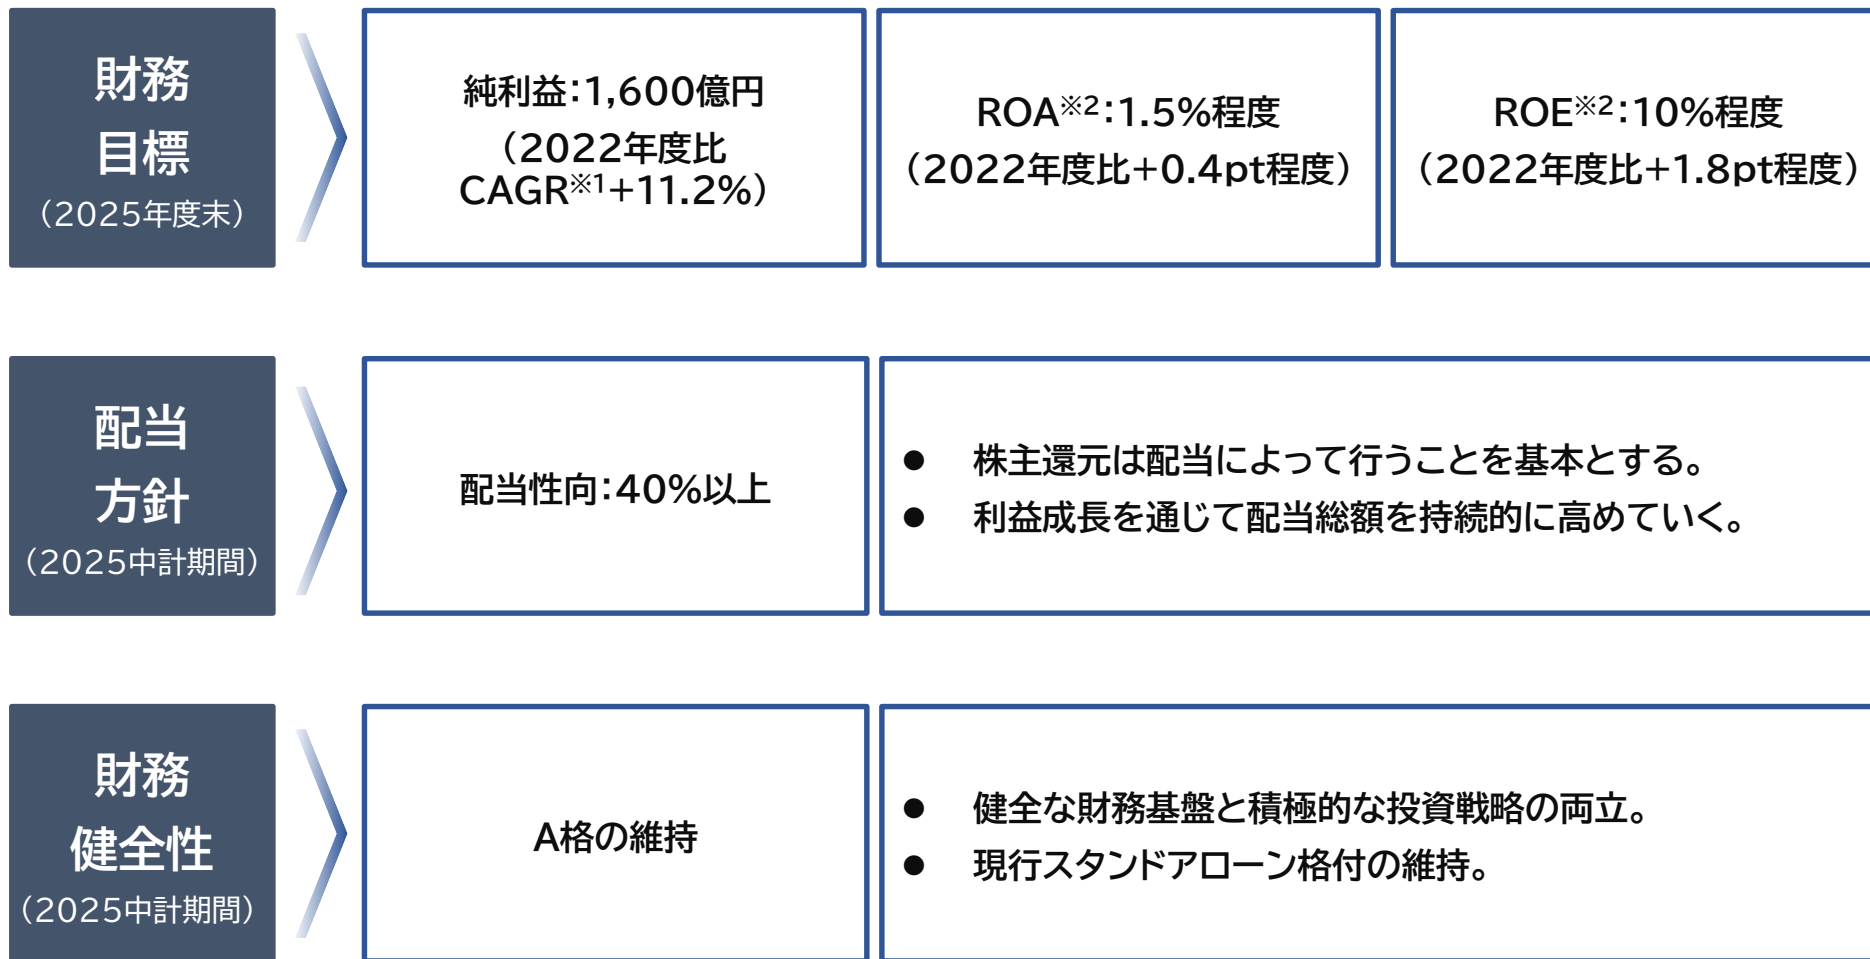 財務
目標
（2025年度末）
純利益：1,600億円
（2022年度比
CAGR※1+11.2%）
ROA※2：1.5%程度
（2022年度比+0.4pt程度）
ROE※2：10%程度
（2022年度比+1.8pt程度）
配当
方針
（2025中計期間）
配当性向：40%以上
● 株主還元は配当によって行うことを基本とする。
● 利益成長を通じて配当総額を持続的に高めていく。
財務
健全性
（2025中計期間）
A格の維持
● 健全な財務基盤と積極的な投資戦略の両立。
● 現行スタンドアローン格付の維持。